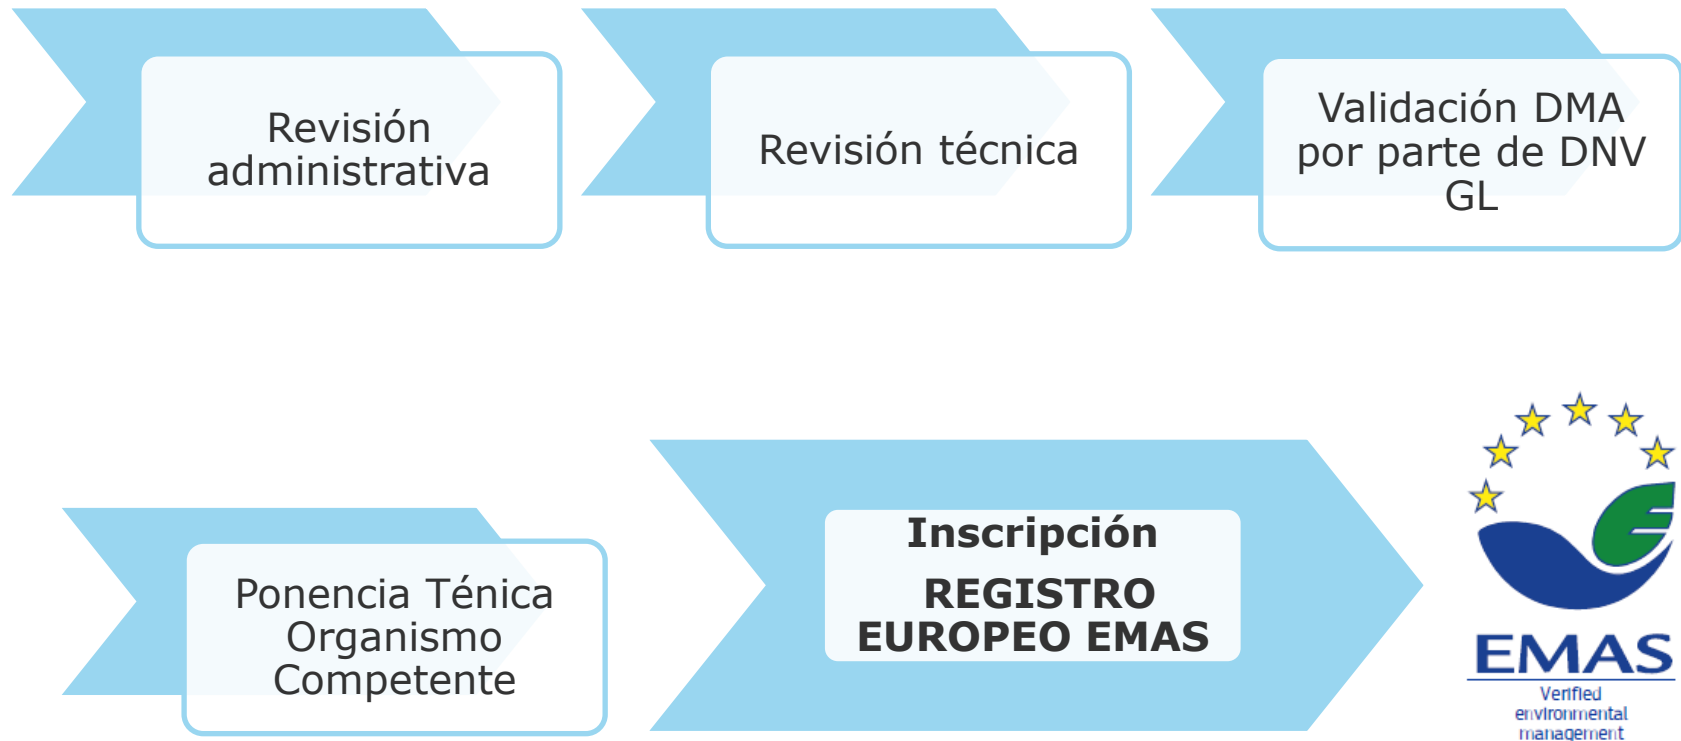 Revisión
administrativa
Revisión técnica
Validación DMA
por parte de DNV
GL
Ponencia Ténica
Organismo
Competente
Inscripción
REGISTRO
EUROPEO EMAS
EMAS
Verified
environmental
management